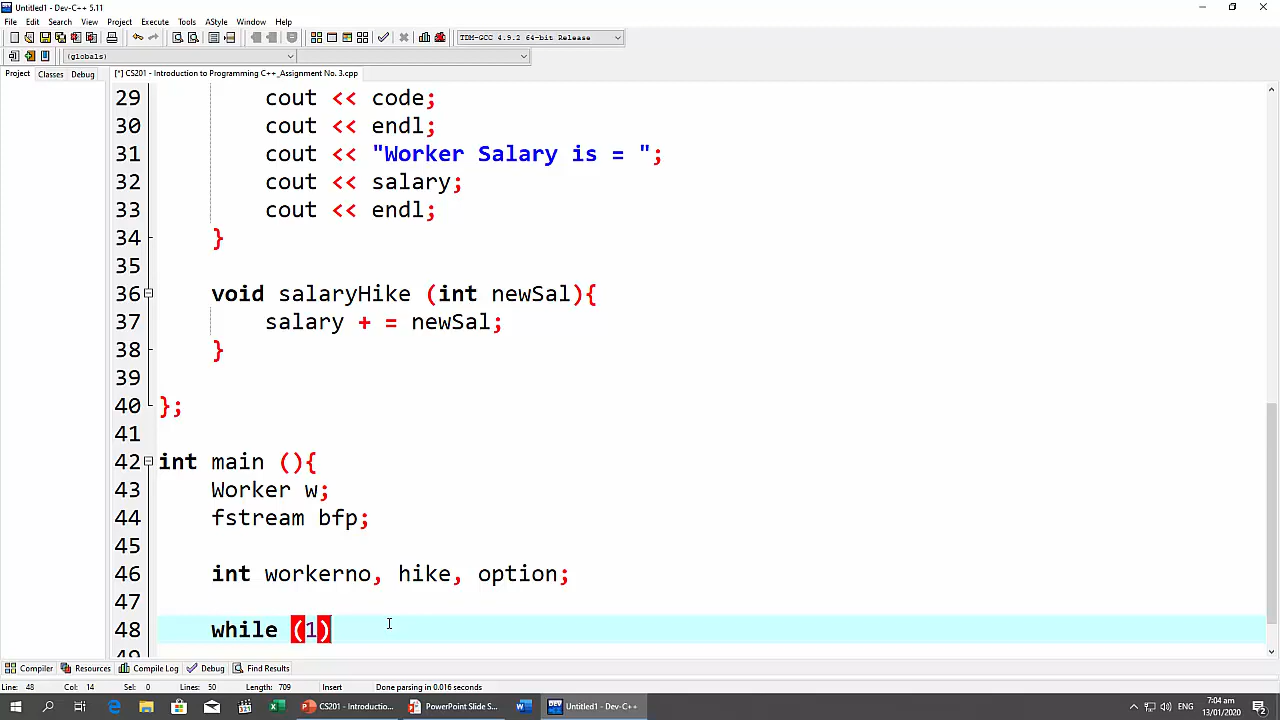 Untitled1 - Dev-C++ 5.11
File Edit Search View Project Execute Tools AStyle Window Help
TDM-GCC 4.9.2 64-bit Release
(globals)
Project Classes Debug
[*] CS201 - Introduction to Programming C++_Assignment No. 3.cpp
29 cout << code;
30 cout << endl;
31 cout << "Worker Salary is = ";
32 cout << salary;
33 cout << endl;
34 }
35
36 void salaryHike (int newSal){
37 salary + = newSal;
38 }
39
40 };
41
42 int main (){
43 Worker w;
44 fstream bfp;
45
46 int workerno, hike, option;
47
48 while (1)
49
Compiler Resources Compile Log Debug Find Results
Line: 48 Col: 14 Sel: 0 Lines: 50 Length: 709 Insert Done parsing in 0.016 seconds
CS201 - Introductio... PowerPoint Slide S... Untitled1 - Dev-C++
7:04 am
13/01/2020
2